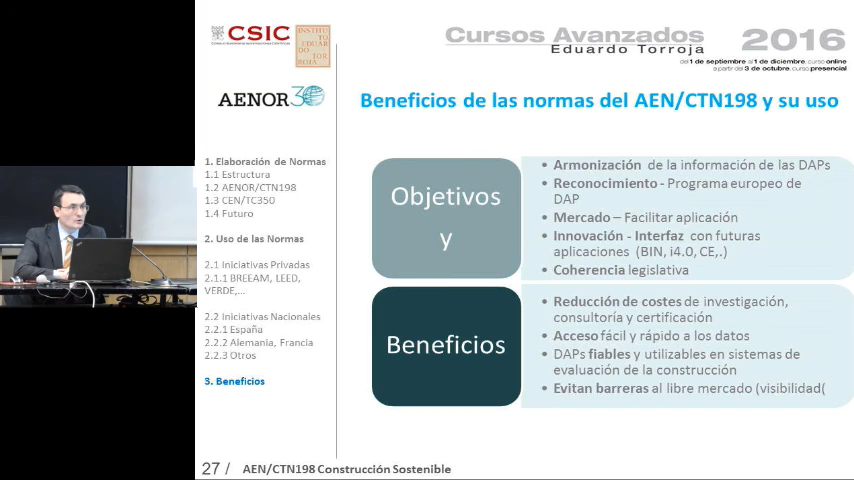 CSIC
INSTITU
TO EDUAR
DO TOR
ROJA
Cursos Avanzados
Eduardo Torroja
2016
del 1 de septiembre al 1 de diciembre, curso online
a partir del 3 de octubre, curso presencial
AENOR 30
Beneficios de las normas del AEN/CTN198 y su uso
1. Elaboración de Normas
1.1 Estructura
1.2 AENOR/CTN198
1.3 CEN/TC350
1.4 Futuro
2. Uso de las Normas
2.1 Iniciativas Privadas
2.1.1 BREEAM, LEED,
VERDE,...
2.2 Iniciativas Nacionales
2.2.1 España
2.2.2 Alemania, Francia
2.2.3 Otros
3. Beneficios
Objetivos
y
• Armonización de la información de las DAPs
• Reconocimiento - Programa europeo de
DAP
• Mercado – Facilitar aplicación
• Innovación - Interfaz con futuras
aplicaciones (BIN, i4.0, CE,.)
• Coherencia legislativa
Beneficios
• Reducción de costes de investigación,
consultoría y certificación
• Acceso fácil y rápido a los datos
• DAPs fiables y utilizables en sistemas de
evaluación de la construcción
• Evitan barreras al libre mercado (visibilidad(
27 / AEN/CTN198 Construcción Sostenible